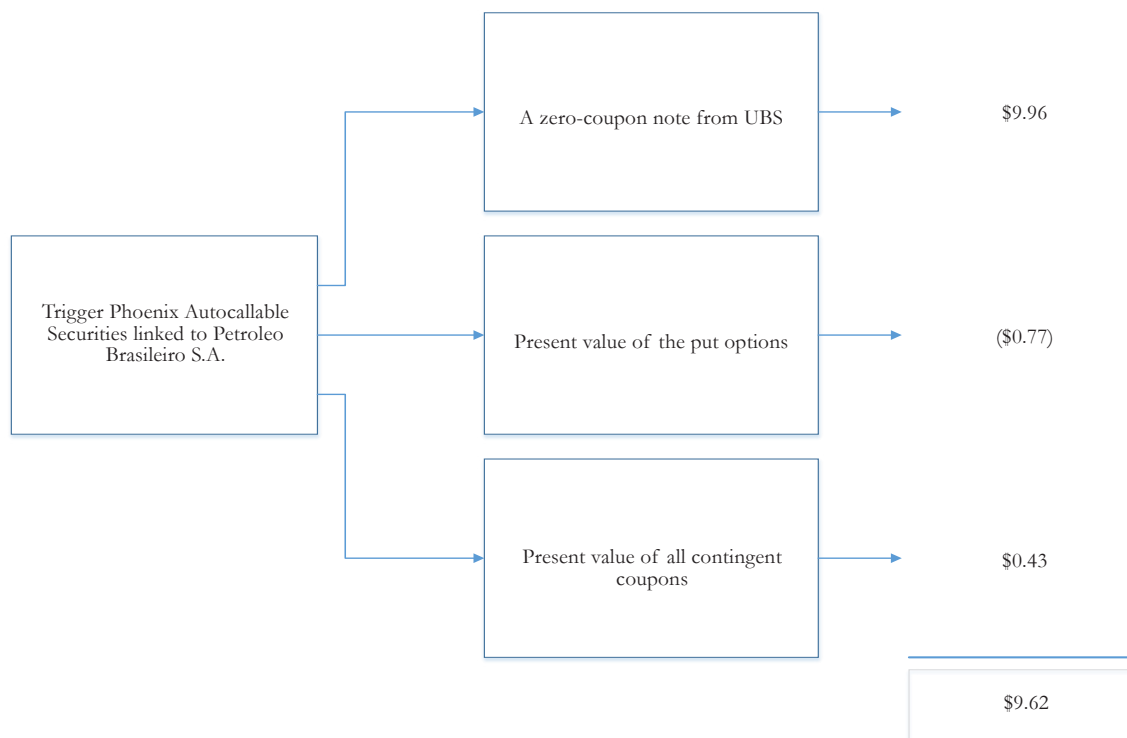 A zero-coupon note from UBS
$9.96
Trigger Phoenix Autocallable
Securities linked to Petroleo
Brasileiro S.A.
Present value of the put options
($0.77)
Present value of all contingent
coupons
$0.43
$9.62